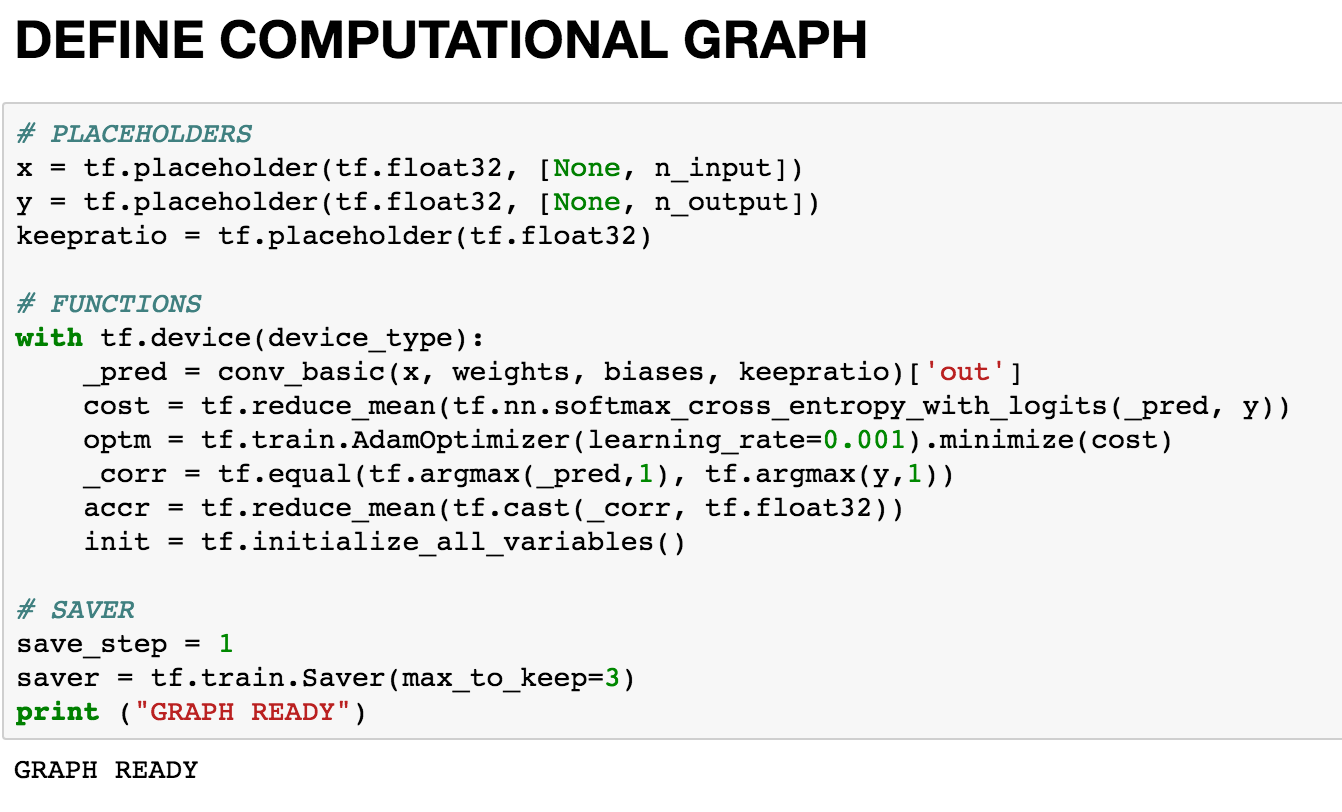 DEFINE COMPUTATIONAL GRAPH
# PLACEHOLDERS
x = tf.placeholder(tf.float32, [None, n_input])
y = tf.placeholder(tf.float32, [None, n_output])
keepratio = tf.placeholder(tf.float32)
# FUNCTIONS
with tf.device(device_type):
    _pred = conv_basic(x, weights, biases, keepratio)['out']
    cost = tf.reduce_mean(tf.nn.softmax_cross_entropy_with_logits(_pred, y))
    optm = tf.train.AdamOptimizer(learning_rate=0.001).minimize(cost)
    _corr = tf.equal(tf.argmax(_pred,1), tf.argmax(y,1))
    accr = tf.reduce_mean(tf.cast(_corr, tf.float32))
    init = tf.initialize_all_variables()
# SAVER
save_step = 1
saver = tf.train.Saver(max_to_keep=3)
print ("GRAPH READY")
GRAPH READY